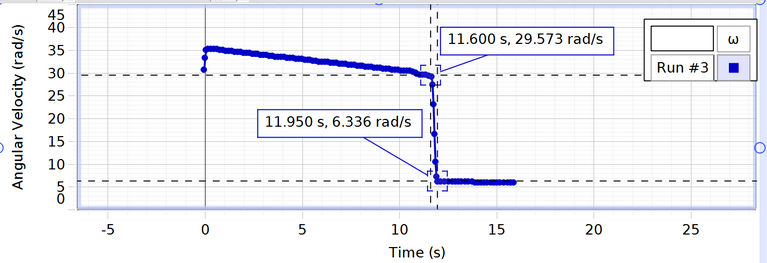 45
40
35
30
25
20
15
10
5
0
Angular Velocity (rad/s)
11.600 s, 29.573 rad/s
11.950 s, 6.336 rad/s
ω
Run #3
-5 0 5 10 15 20 25
Time (s)